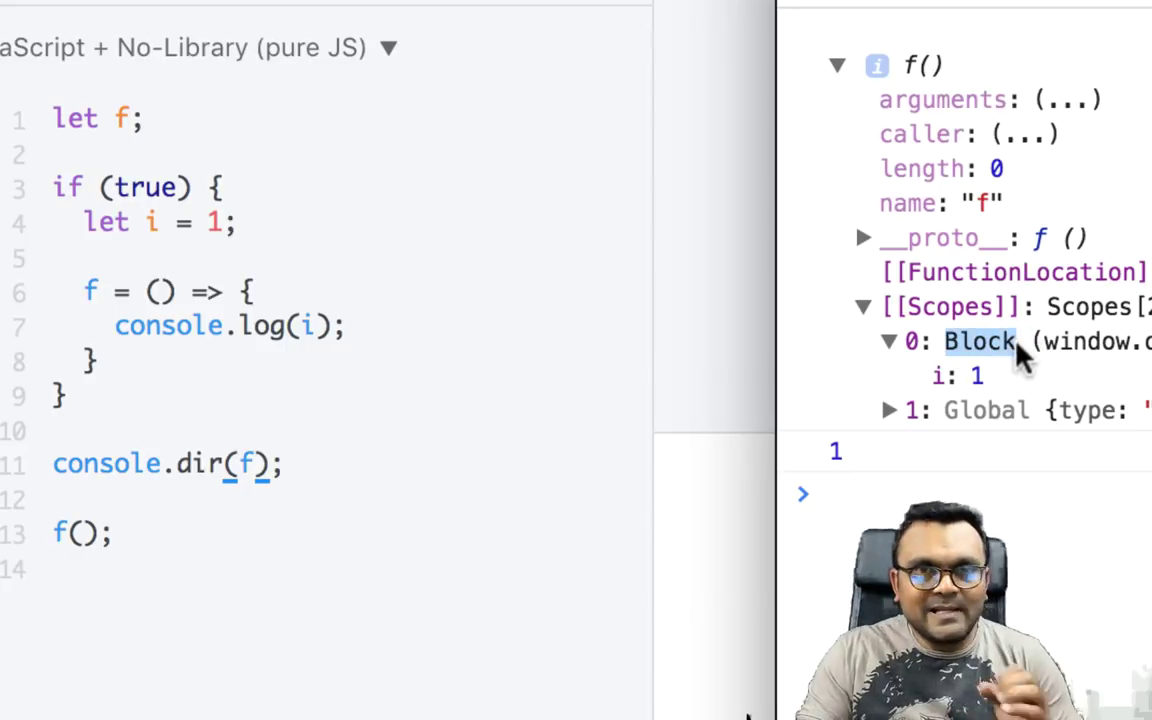 aScript + No-Library (pure JS) ▼
1 let f;
2
3 if (true) {
4 let i = 1;
5
6 f = () => {
7 console.log(i);
8 }
9 }
10
11 console.dir(f);
12
13 f();
14
▼ i f()
arguments: (...)
caller: (...)
length: 0
name: "f"
▶ __proto__: ƒ ()
[[FunctionLocation]
▼ [[Scopes]]: Scopes[2
▼ 0: Block (window.c
i: 1
▶ 1: Global {type: "
1
>